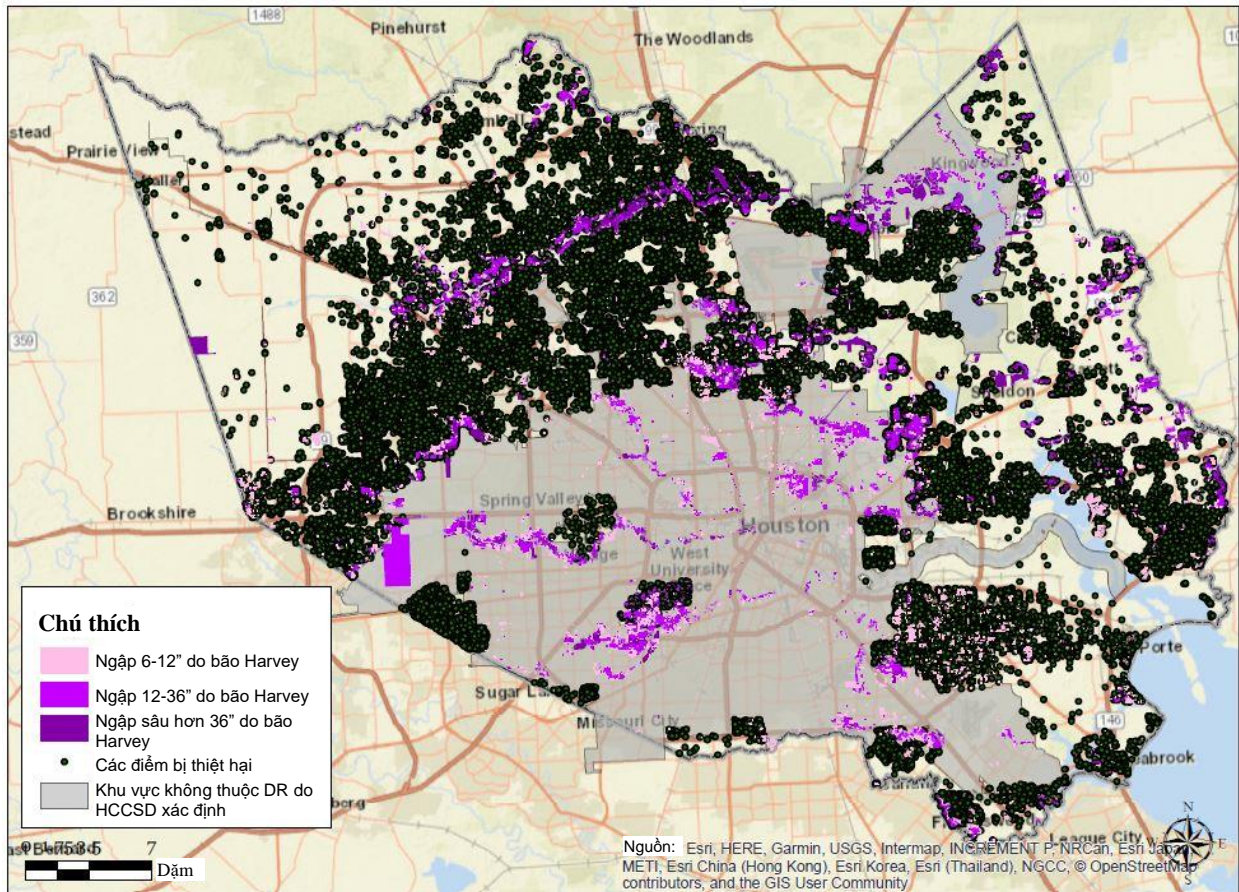 1488
Pinehurst
The Woodlands
Prairie View
362
359
Kingwood
Sheldon
Brookshire
Spring Valley
Houston
West
University
Sugar
Missouri City
Porte
146
League City
Chú thích
Ngập 6-12” do bão Harvey
Ngập 12-36” do bão Harvey
Ngập sâu hơn 36” do bão
Harvey
Các điểm bị thiệt hại
Khu vực không thuộc DR do
HCCSD xác định
7
Dặm
N
E
S
Nguồn: Esri, HERE, Garmin, USGS, Intermap, INCREMENT P, NRCan, Esri Japan,
METI, Esri China (Hong Kong), Esri Korea, Esri (Thailand), NGCC, © OpenStreetMap
contributors, and the GIS User Community